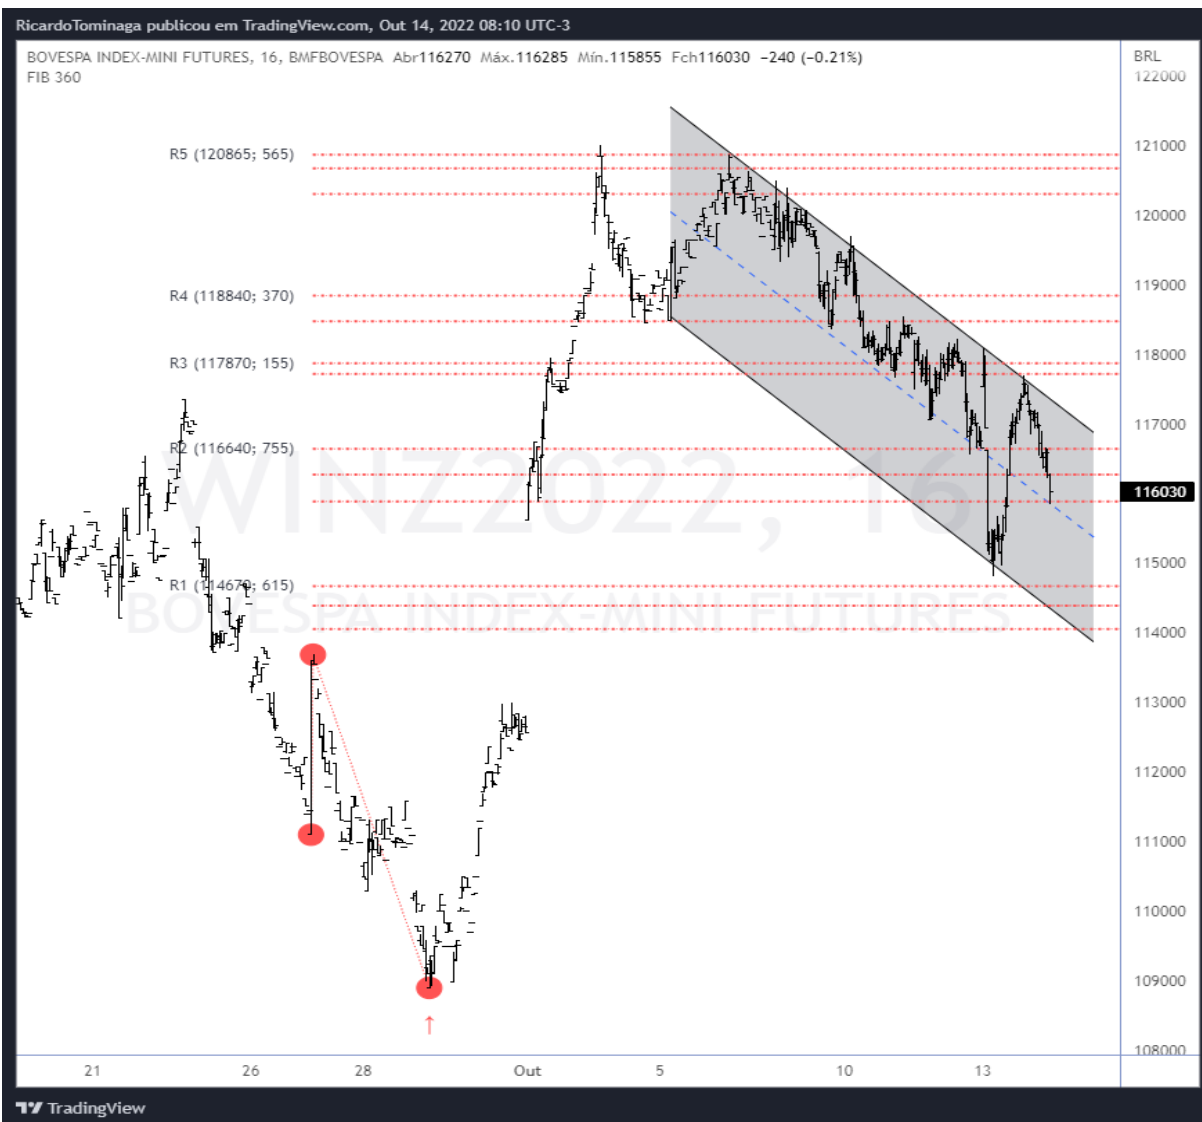 RicardoTominaga publicou em TradingView.com, Out 14, 2022 08:10 UTC-3
BOVESPA INDEX-MINI FUTURES, 16, BMFBOVESPA Abr116270 Máx.116285 Mín.115855 Fch116030 −240 (−0.21%)
FIB 360
BRL
122000
R5 (120865; 565)
121000
120000
R4 (118840; 370)
119000
R3 (117870; 155)
118000
R2 (116640; 755)
117000
WINZ2022, 16
116030
R1 (114670; 615)
115000
BOVESPA INDEX-MINI FUTURES
114000
113000
112000
111000
110000
109000
108000
21 26 28 Out 5 10 13
TradingView